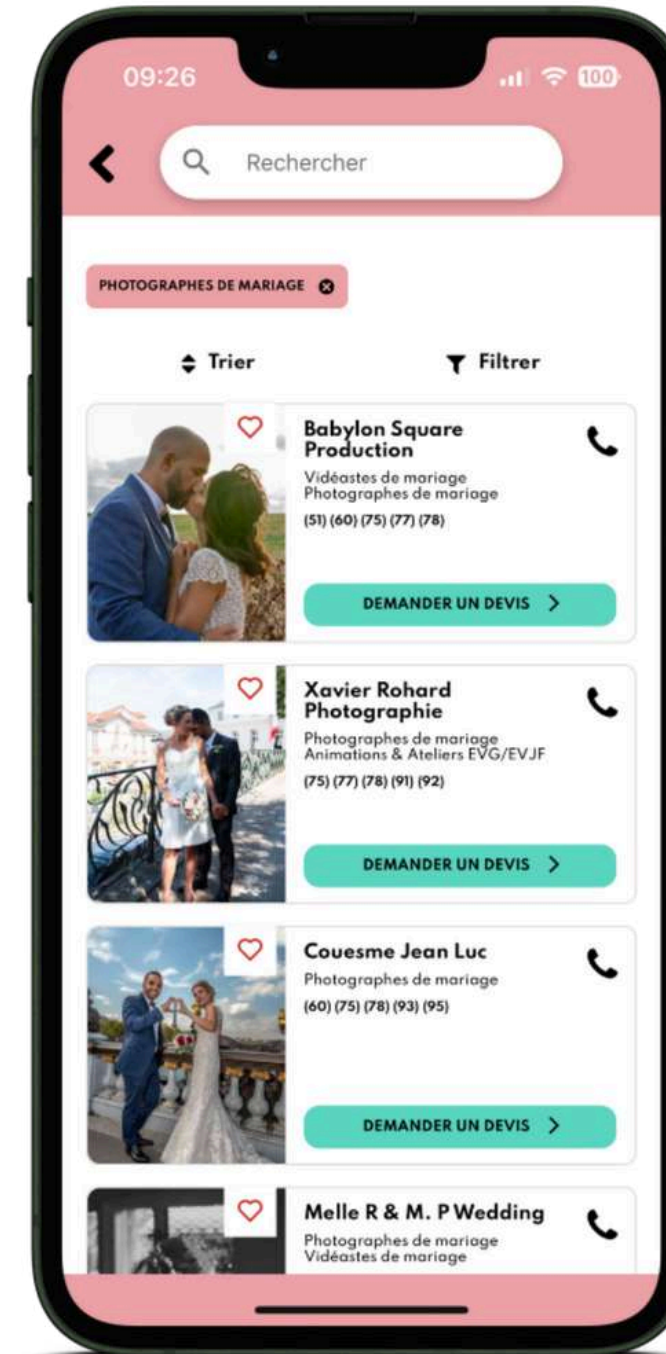 09:26
100
Rechercher
PHOTOGRAPHES DE MARIAGE
Trier
Filtrer
Babylon Square
Production
Vidéastes de mariage
Photographes de mariage
(51) (60) (75) (77) (78)
DEMANDER UN DEVIS
Xavier Rohard
Photographie
Photographes de mariage
Animations & Ateliers EVG/EVJF
(75) (77) (78) (91) (92)
DEMANDER UN DEVIS
Couesme Jean Luc
Photographes de mariage
(60) (75) (78) (93) (95)
DEMANDER UN DEVIS
Melle R & M. P Wedding
Photographes de mariage
Vidéastes de mariage